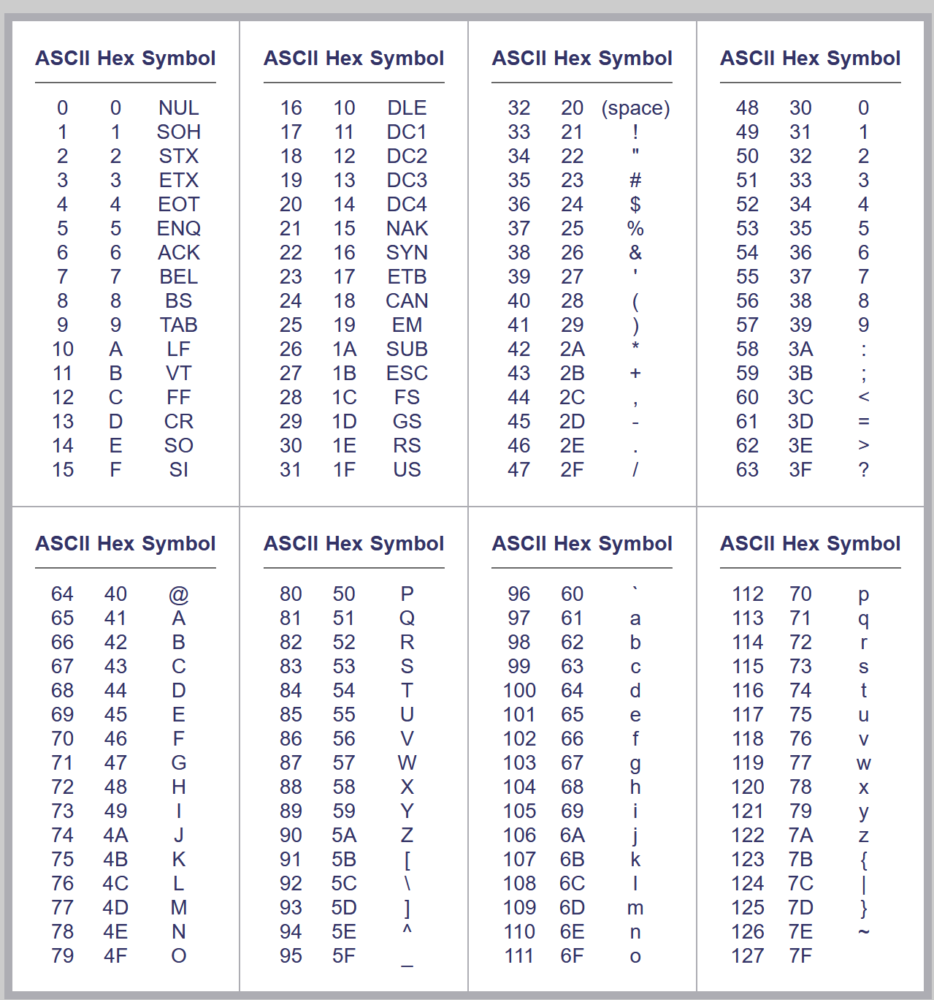 ASCII Hex Symbol
0 0 NUL
1 1 SOH
2 2 STX
3 3 ETX
4 4 EOT
5 5 ENQ
6 6 ACK
7 7 BEL
8 8 BS
9 9 TAB
10 A LF
11 B VT
12 C FF
13 D CR
14 E SO
15 F SI
ASCII Hex Symbol
16 10 DLE
17 11 DC1
18 12 DC2
19 13 DC3
20 14 DC4
21 15 NAK
22 16 SYN
23 17 ETB
24 18 CAN
25 19 EM
26 1A SUB
27 1B ESC
28 1C FS
29 1D GS
30 1E RS
31 1F US
ASCII Hex Symbol
32 20 (space)
33 21 !
34 22 "
35 23 #
36 24 $
37 25 %
38 26 &
39 27 '
40 28 (
41 29 )
42 2A *
43 2B +
44 2C ,
45 2D -
46 2E .
47 2F /
ASCII Hex Symbol
48 30 0
49 31 1
50 32 2
51 33 3
52 34 4
53 35 5
54 36 6
55 37 7
56 38 8
57 39 9
58 3A :
59 3B ;
60 3C <
61 3D =
62 3E >
63 3F ?
ASCII Hex Symbol
64 40 @
65 41 A
66 42 B
67 43 C
68 44 D
69 45 E
70 46 F
71 47 G
72 48 H
73 49 I
74 4A J
75 4B K
76 4C L
77 4D M
78 4E N
79 4F O
ASCII Hex Symbol
80 50 P
81 51 Q
82 52 R
83 53 S
84 54 T
85 55 U
86 56 V
87 57 W
88 58 X
89 59 Y
90 5A Z
91 5B [
92 5C \
93 5D ]
94 5E ^
95 5F _
ASCII Hex Symbol
96 60 `
97 61 a
98 62 b
99 63 c
100 64 d
101 65 e
102 66 f
103 67 g
104 68 h
105 69 i
106 6A j
107 6B k
108 6C l
109 6D m
110 6E n
111 6F o
ASCII Hex Symbol
112 70 p
113 71 q
114 72 r
115 73 s
116 74 t
117 75 u
118 76 v
119 77 w
120 78 x
121 79 y
122 7A z
123 7B {
124 7C |
125 7D }
126 7E ~
127 7F